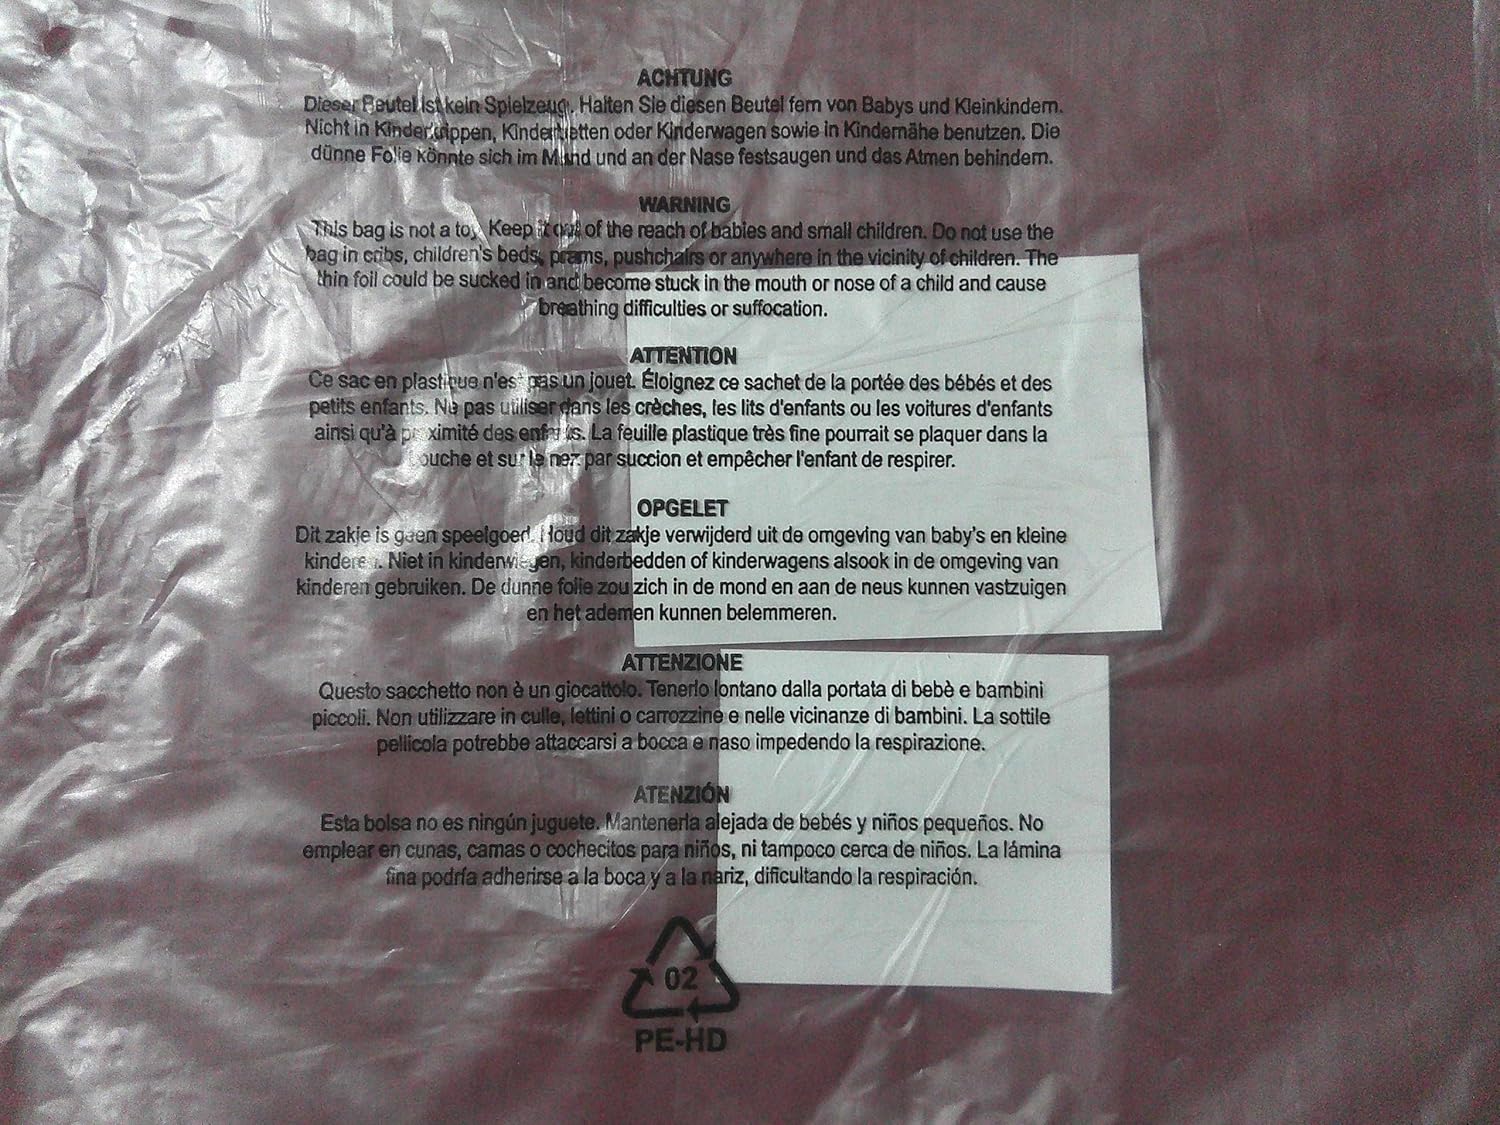 ACHTUNG
Dieser Beutel ist kein Spielzeug. Halten Sie diesen Beutel fern von Babys und Kleinkindern.
Nicht in Kinderkrippen, Kinderbetten oder Kinderwagen sowie in Kindernähe benutzen. Die
dünne Folie könnte sich im Mund und an der Nase festsaugen und das Atmen behindern.
WARNING
This bag is not a toy. Keep it out of the reach of babies and small children. Do not use the
bag in cribs, children's beds, prams, pushchairs or anywhere in the vicinity of children. The
thin foil could be sucked in and become stuck in the mouth or nose of a child and cause
breathing difficulties or suffocation.
ATTENTION
Ce sac en plastique n'est pas un jouet. Éloignez ce sachet de la portée des bébés et des
petits enfants. Ne pas utiliser dans les crèches, les lits d'enfants ou les voitures d'enfants
ainsi qu'à proximité des enfants. La feuille plastique très fine pourrait se plaquer dans la
bouche et sur le nez par succion et empêcher l'enfant de respirer.
OPGELET
Dit zakje is geen speelgoed. Houd dit zakje verwijderd uit de omgeving van baby's en kleine
kinderen. Niet in kinderwiegen, kinderbedden of kinderwagens alsook in de omgeving van
kinderen gebruiken. De dunne folie zou zich in de mond en aan de neus kunnen vastzuigen
en het ademen kunnen belemmeren.
ATTENZIONE
Questo sacchetto non è un giocattolo. Tenerlo lontano dalla portata di bebè e bambini
piccoli. Non utilizzare in culle, lettini o carrozzine e nelle vicinanze di bambini. La sottile
pellicola potrebbe attaccarsi a bocca e naso impedendo la respirazione.
ATENZIÓN
Esta bolsa no es ningún juguete. Mantenerla alejada de bebés y niños pequeños. No
emplear en cunas, camas o cochecitos para niños, ni tampoco cerca de niños. La lámina
fina podría adherirse a la boca y a la nariz, dificultando la respiración.
02
PE-HD